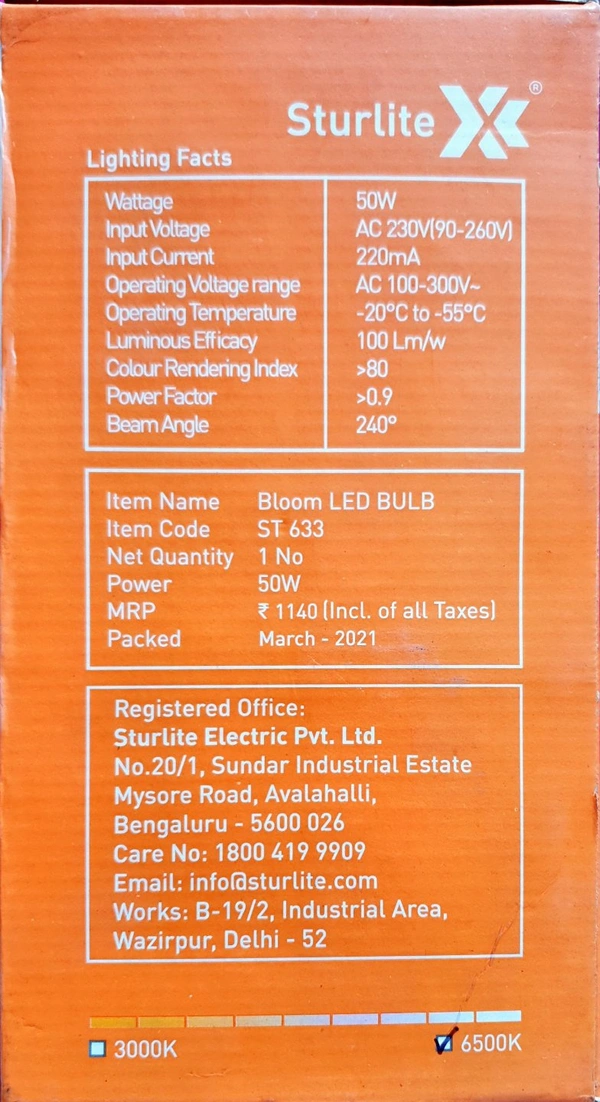 Sturlite
®
Lighting Facts
Wattage 50W
Input Voltage AC 230V(90-260V)
Input Current 220mA
Operating Voltage range AC 100-300V~
Operating Temperature -20°C to -55°C
Luminous Efficacy 100 Lm/w
Colour Rendering Index >80
Power Factor >0.9
Beam Angle 240°
Item Name Bloom LED BULB
Item Code ST 633
Net Quantity 1 No
Power 50W
MRP ₹ 1140 (Incl. of all Taxes)
Packed March - 2021
Registered Office:
Sturlite Electric Pvt. Ltd.
No.20/1, Sundar Industrial Estate
Mysore Road, Avalahalli,
Bengaluru - 5600 026
Care No: 1800 419 9909
Email: info@sturlite.com
Works: B-19/2, Industrial Area,
Wazirpur, Delhi - 52
3000K 6500K